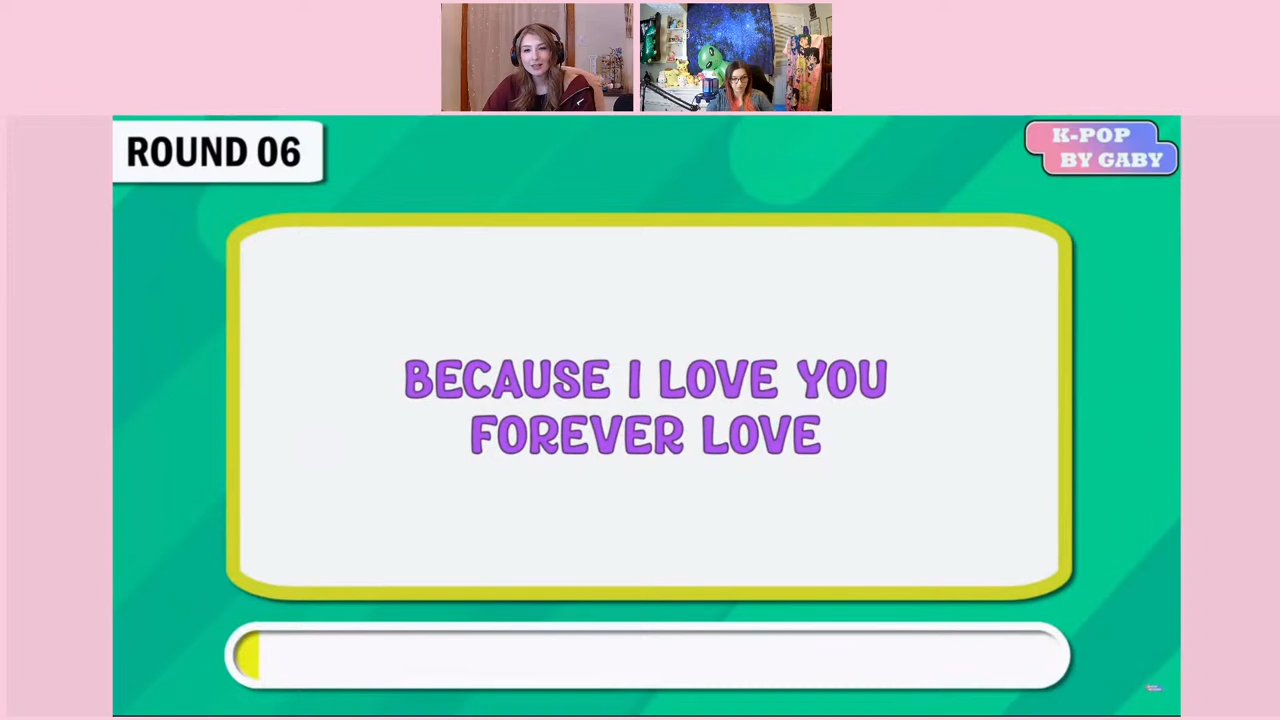 ROUND 06
K-POP
BY GABY
BECAUSE I LOVE YOU
FOREVER LOVE